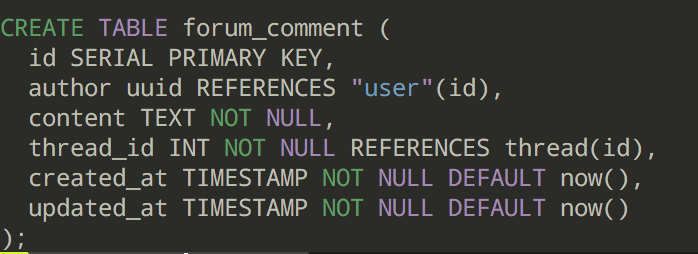 CREATE TABLE forum_comment (
  id SERIAL PRIMARY KEY,
  author uuid REFERENCES "user"(id),
  content TEXT NOT NULL,
  thread_id INT NOT NULL REFERENCES thread(id),
  created_at TIMESTAMP NOT NULL DEFAULT now(),
  updated_at TIMESTAMP NOT NULL DEFAULT now()
);